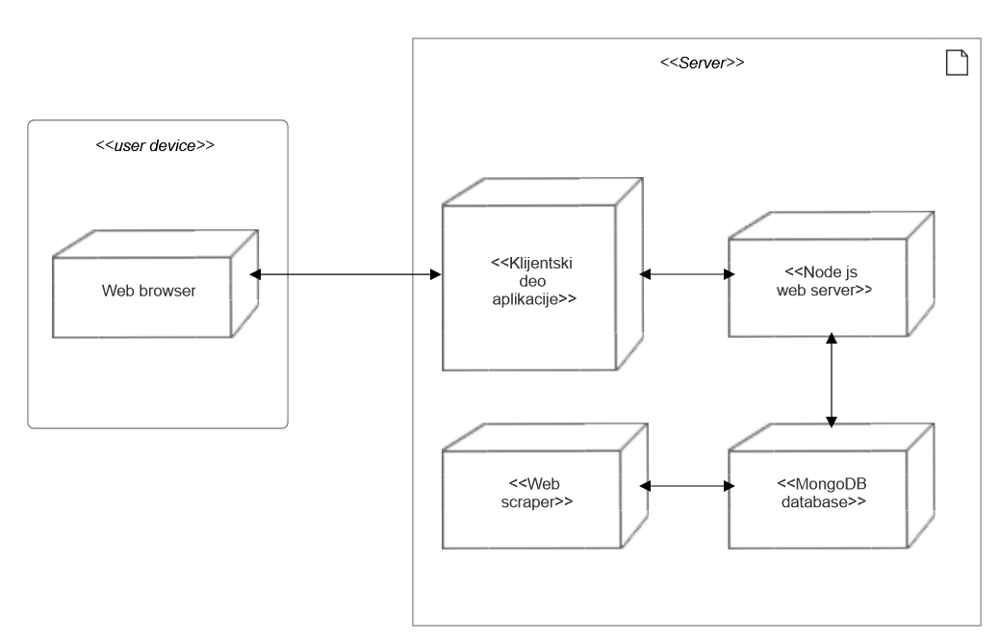 <<Server>>
<<user device>>
Web browser
<<Klijentski
deo
aplikacije>>
<<Node js
web server>>
<<Web
scraper>>
<<MongoDB
database>>